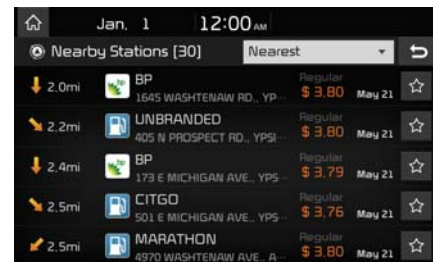 Jan. 1 12:00 AM
Nearby Stations [30] Nearest
2.0mi BP Regular
1645 WASHTENAW RD., YP... $ 3.80 May 21
2.2mi UNBRANDED Regular
405 N PROSPECT RD., YPSI... $ 3.80 May 21
2.4mi BP Regular
173 E MICHIGAN AVE., YPS... $ 3.79 May 21
2.5mi CITGO Regular
501 E MICHIGAN AVE., YPS... $ 3.76 May 21
2.5mi MARATHON Regular
4970 WASHTENAW AVE., A... $ 3.80 May 21